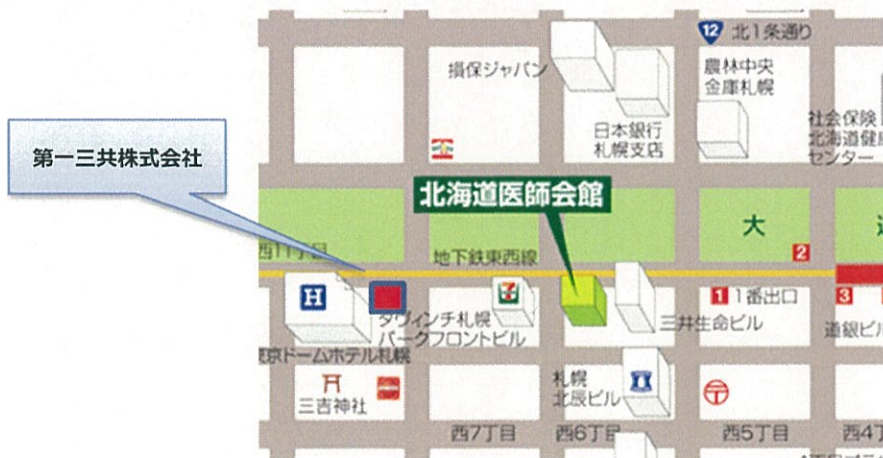 12 北1条通り
損保ジャパン
農林中央
金庫札幌
日本銀行
札幌支店
社会保険
北海道健
センター
第一三共株式会社
北海道医師会館
大
2
西11丁目
地下鉄東西線
H
7
1 1番出口
3
ダヴィンチ札幌
パークフロントビル
三井生命ビル
道銀ビル
京ドームホテル札幌
三吉神社
札幌
北辰ビル
西7丁目
西6丁目
西5丁目
西4丁